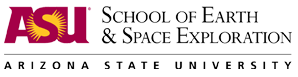 ASU SCHOOL OF EARTH
& SPACE EXPLORATION
ARIZONA STATE UNIVERSITY